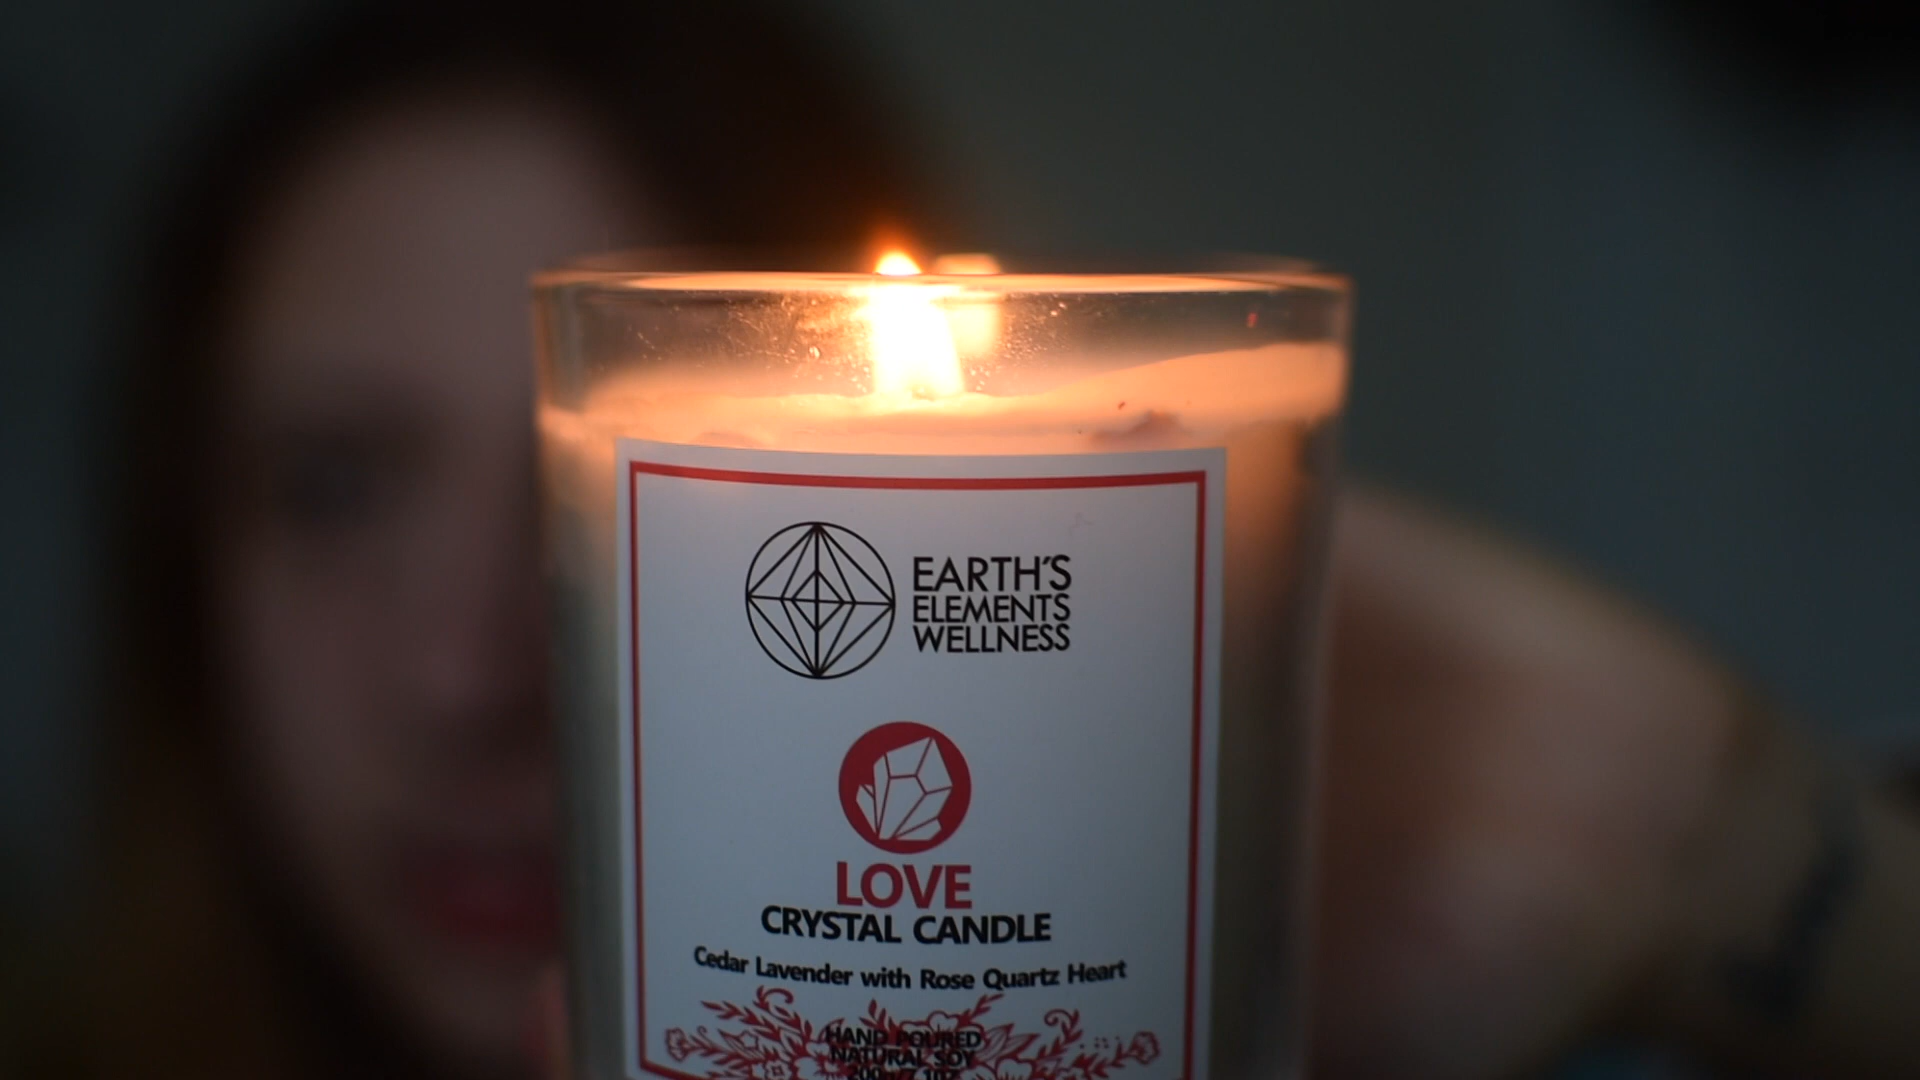 EARTH'S
ELEMENTS
WELLNESS
LOVE
CRYSTAL CANDLE
Cedar Lavender with Rose Quartz Heart
HAND POURED
NATURAL SOY